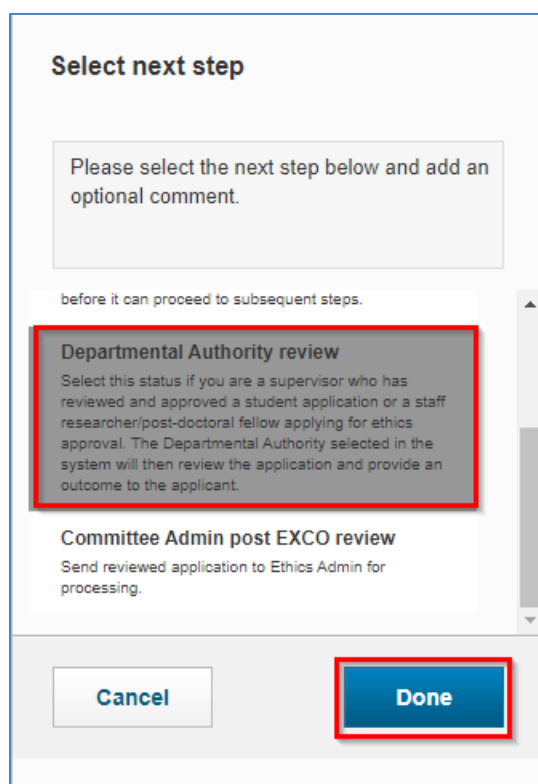 Select next step
Please select the next step below and add an
optional comment.
before it can proceed to subsequent steps.
Departmental Authority review
Select this status if you are a supervisor who has
reviewed and approved a student application or a staff
researcher/post-doctoral fellow applying for ethics
approval. The Departmental Authority selected in the
system will then review the application and provide an
outcome to the applicant.
Committee Admin post EXCO review
Send reviewed application to Ethics Admin for
processing.
Cancel
Done